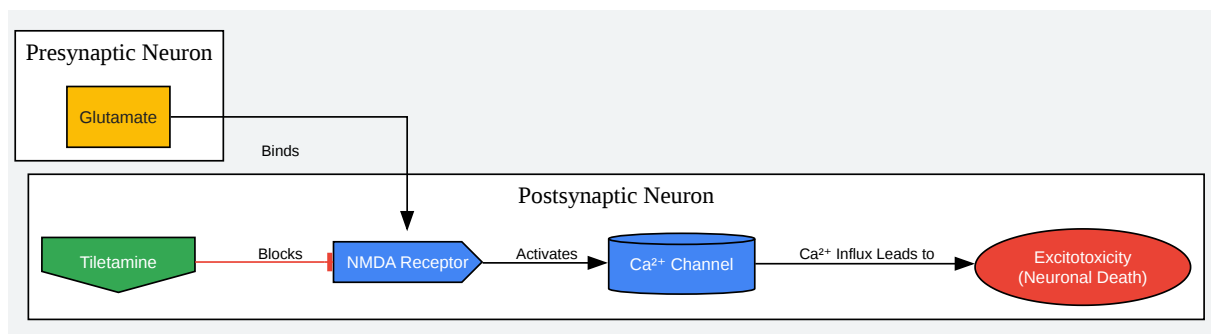 Presynaptic Neuron
Glutamate
Binds
Postsynaptic Neuron
Tiletamine
Blocks
NMDA Receptor
Activates
Ca²⁺ Channel
Ca²⁺ Influx Leads to
Excitotoxicity
(Neuronal Death)